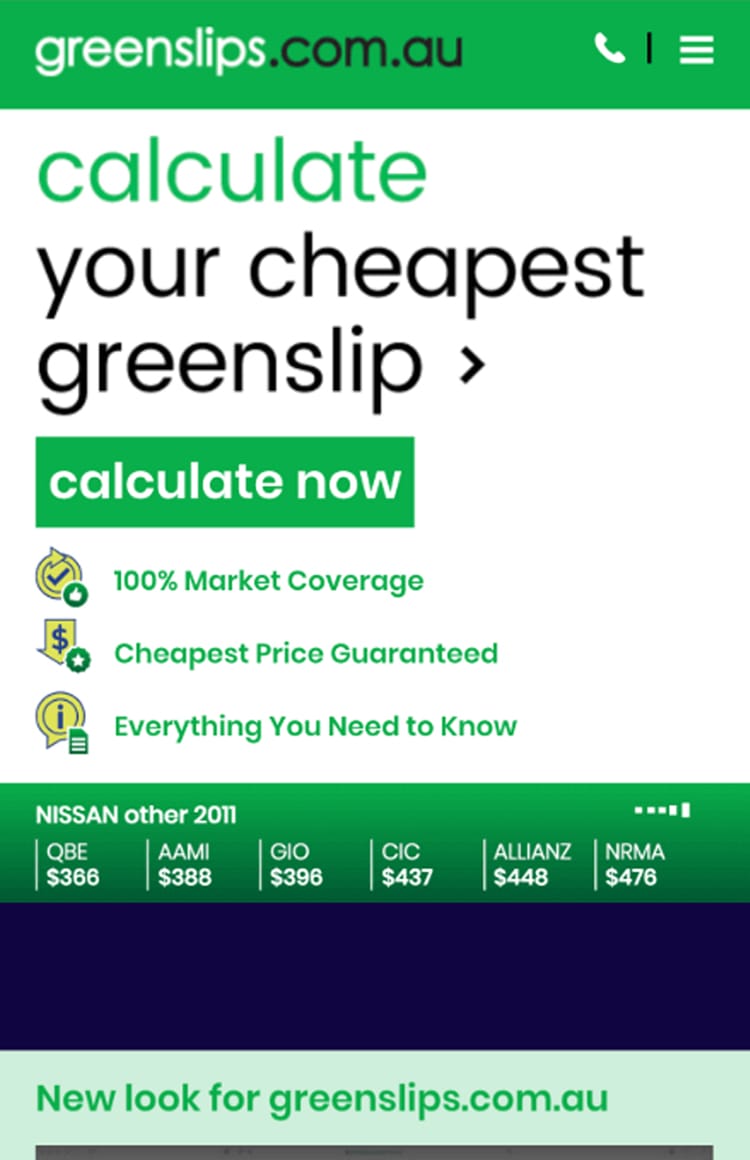 greenslips.com.au
calculate
your cheapest
greenslip >
calculate now
100% Market Coverage
$
Cheapest Price Guaranteed
i
Everything You Need to Know
NISSAN other 2011
QBE AAMI GIO CIC ALLIANZ NRMA
$366 $388 $396 $437 $448 $476
New look for greenslips.com.au